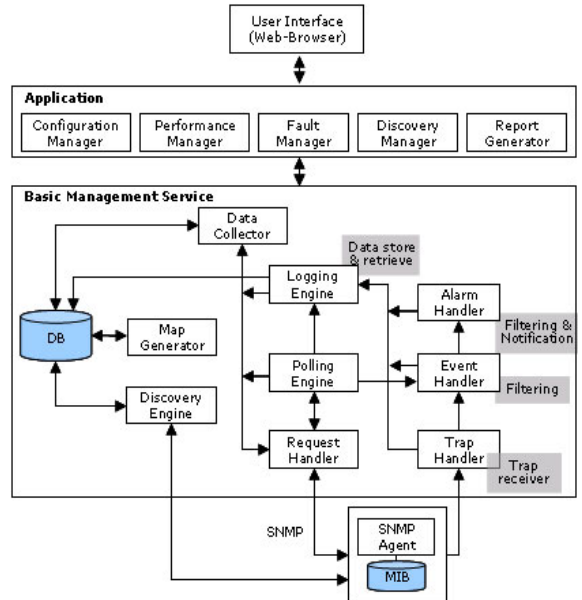 User Interface
(Web-Browser)
Application
Configuration
Manager
Performance
Manager
Fault
Manager
Discovery
Manager
Report
Generator
Basic Management Service
Data
Collector
Data store
& retrieve
Logging
Engine
Alarm
Handler
Filtering &
Notification
DB
Map
Generator
Polling
Engine
Event
Handler
Filtering
Discovery
Engine
Request
Handler
Trap
Handler
Trap
receiver
SNMP
SNMP
Agent
MIB